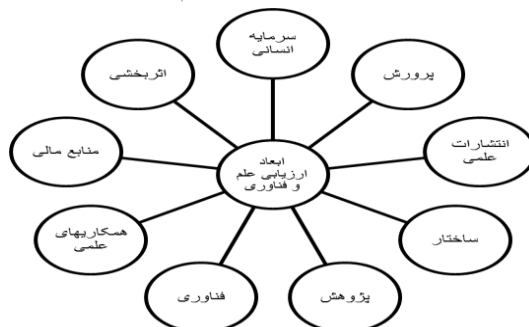 سرمایه
انسانی
پرورش
انتشارات
علمی
ساختار
پژوهش
فناوری
همکاریهای
علمی
منابع مالی
اثربخشی
ابعاد
ارزیابی علم
و فناوری